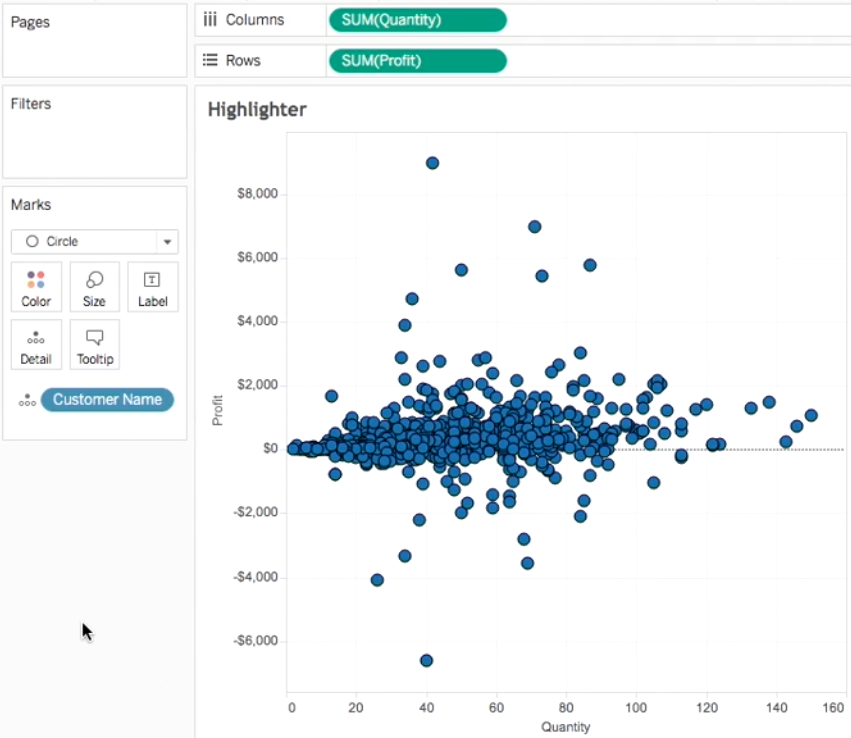 Pages
Columns SUM(Quantity)
Rows SUM(Profit)
Filters
Marks
Circle
Color Size Label
Detail Tooltip
Customer Name
Highlighter
$8,000
$6,000
$4,000
$2,000
$0
-$2,000
-$4,000
-$6,000
Profit
0 20 40 60 80 100 120 140 160
Quantity